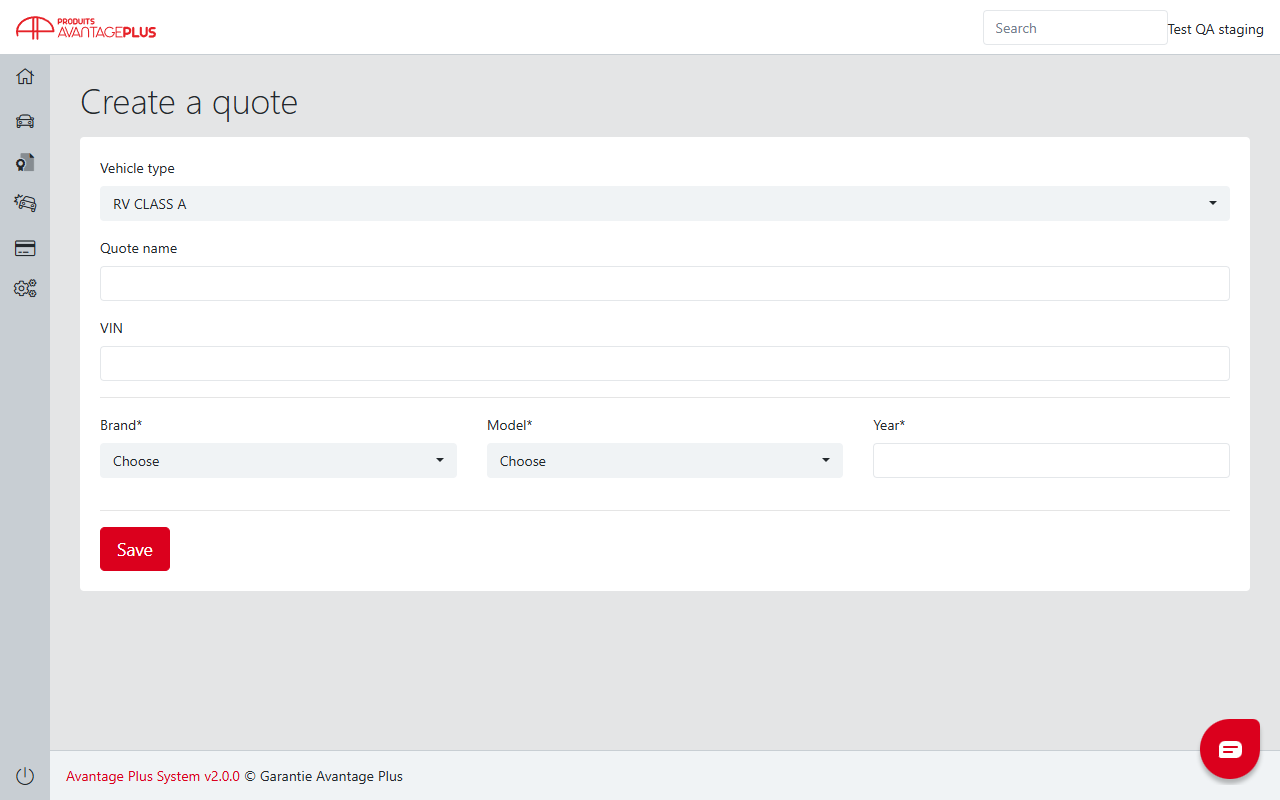 PRODUITS
AVANTAGEPLUS
Search
Test QA staging
Create a quote
Vehicle type
RV CLASS A
Quote name
VIN
Brand*
Model*
Year*
Choose
Choose
Save
Avantage Plus System v2.0.0 © Garantie Avantage Plus